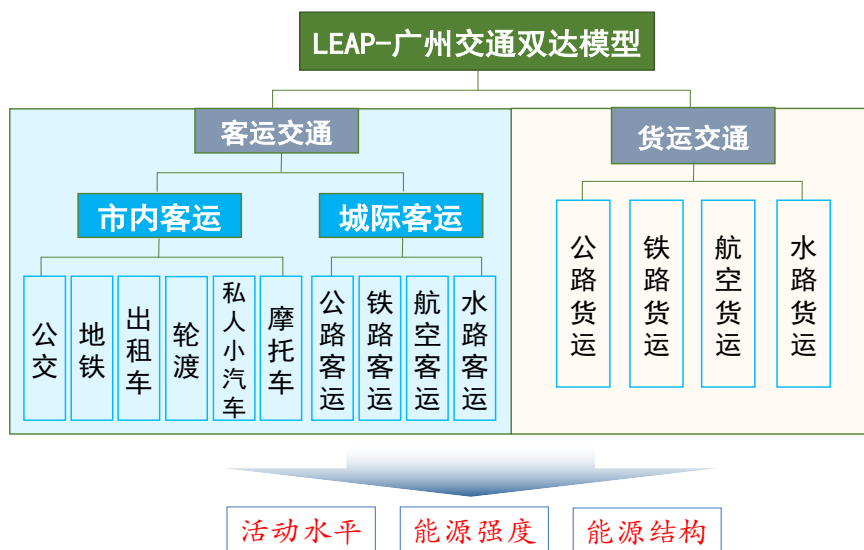 LEAP-广州交通双达模型
客运交通
货运交通
市内客运
城际客运
公交
地铁
出租车
轮渡
私人小汽车
摩托车
公路客运
铁路客运
航空客运
水路客运
公路货运
铁路货运
航空货运
水路货运
活动水平
能源强度
能源结构